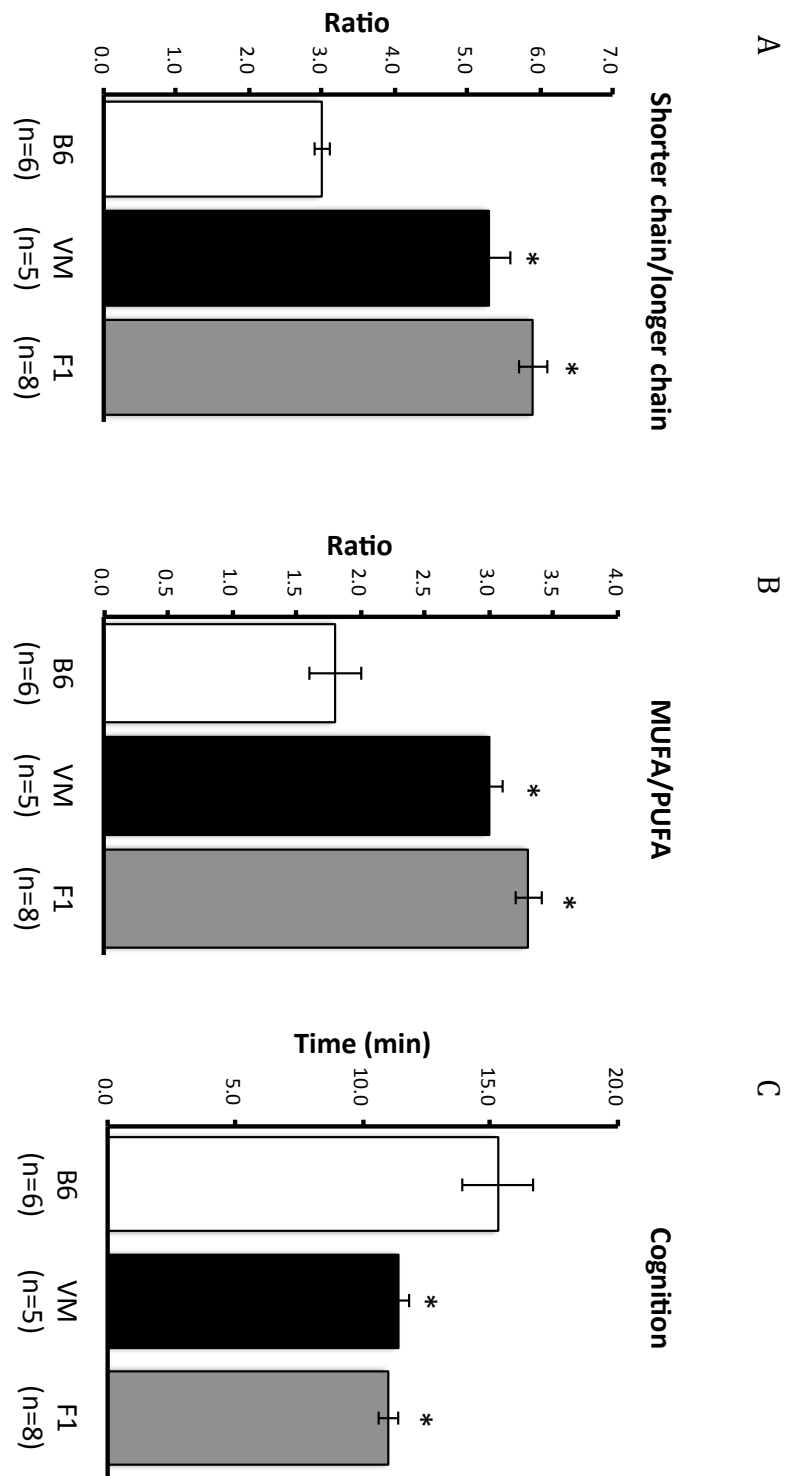 A
Shorter chain/longer chain
Ratio
7.0
6.0
5.0
4.0
3.0
2.0
1.0
0.0
*
*
B6
(n=6)
VM
(n=5)
F1
(n=8)
B
MUFA/PUFA
Ratio
4.0
3.5
3.0
2.5
2.0
1.5
1.0
0.5
0.0
*
*
B6
(n=6)
VM
(n=5)
F1
(n=8)
C
Cognition
Time (min)
20.0
15.0
10.0
5.0
0.0
*
*
B6
(n=6)
VM
(n=5)
F1
(n=8)